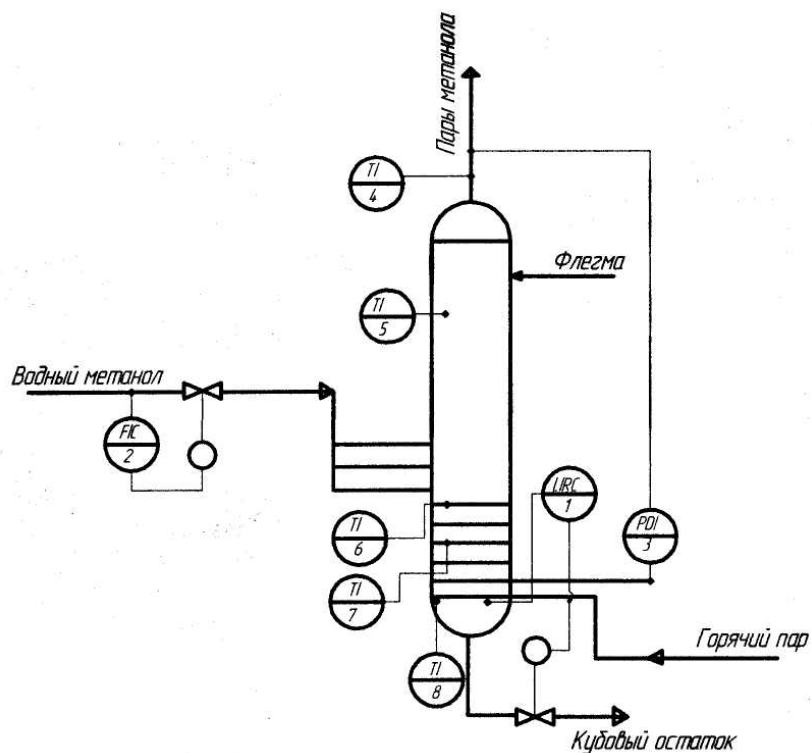 Пары метанола
TI
4
Флегма
TI
5
Водный метанол
FIC
2
LIRC
1
TI
6
PDI
3
TI
7
Горячий пар
TI
8
Кубовый остаток